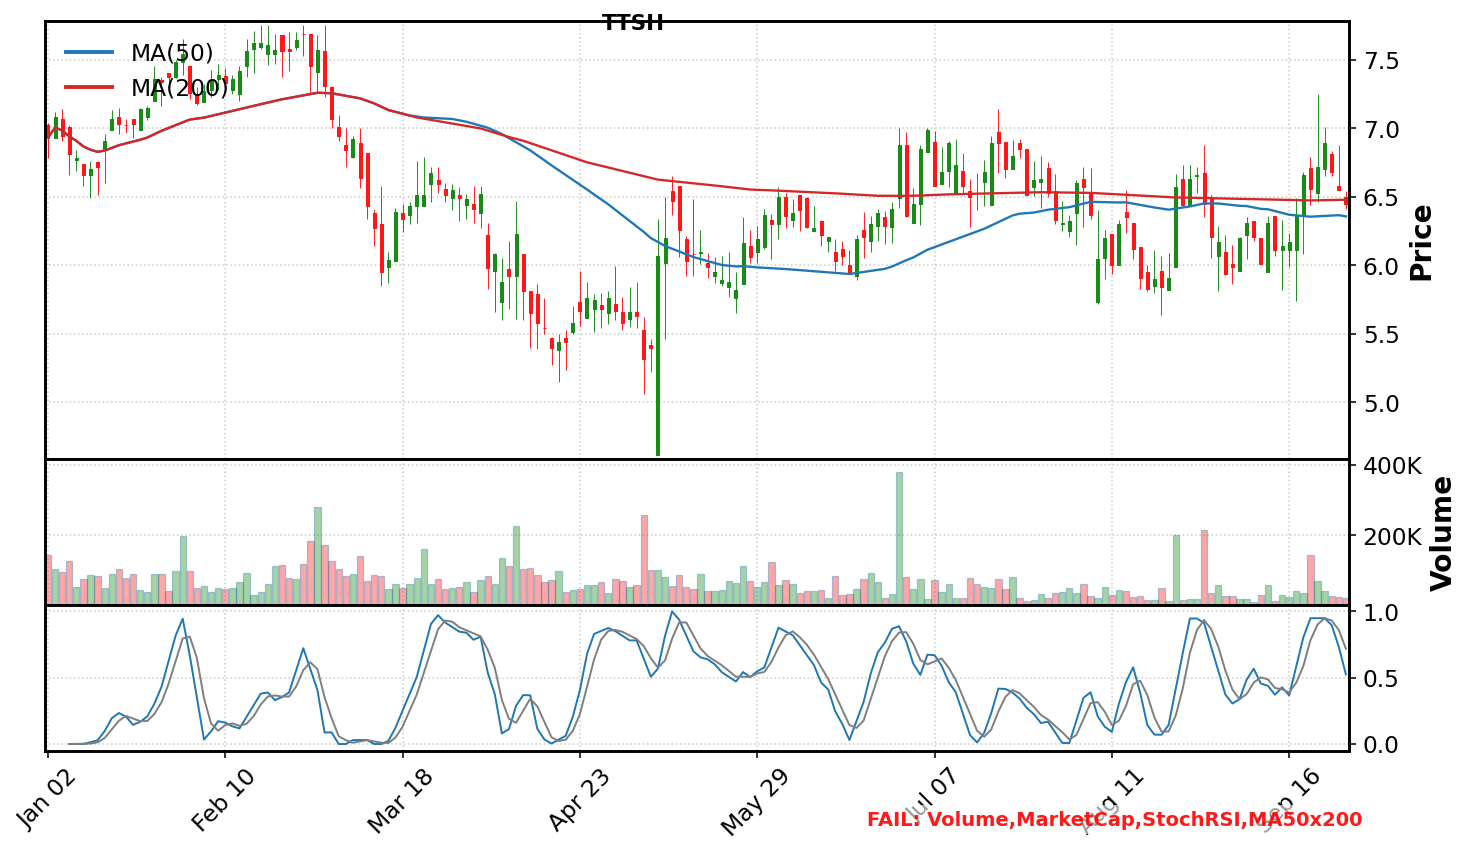 TTSH
MA(50)
MA(200)
7.5
7.0
6.5
6.0
5.5
5.0
Price
400K
200K
Volume
1.0
0.5
0.0
Jan 02
Feb 10
Mar 18
Apr 23
May 29
Jul 07
Aug 11
Sep 16
FAIL: Volume,MarketCap,StochRSI,MA50x200